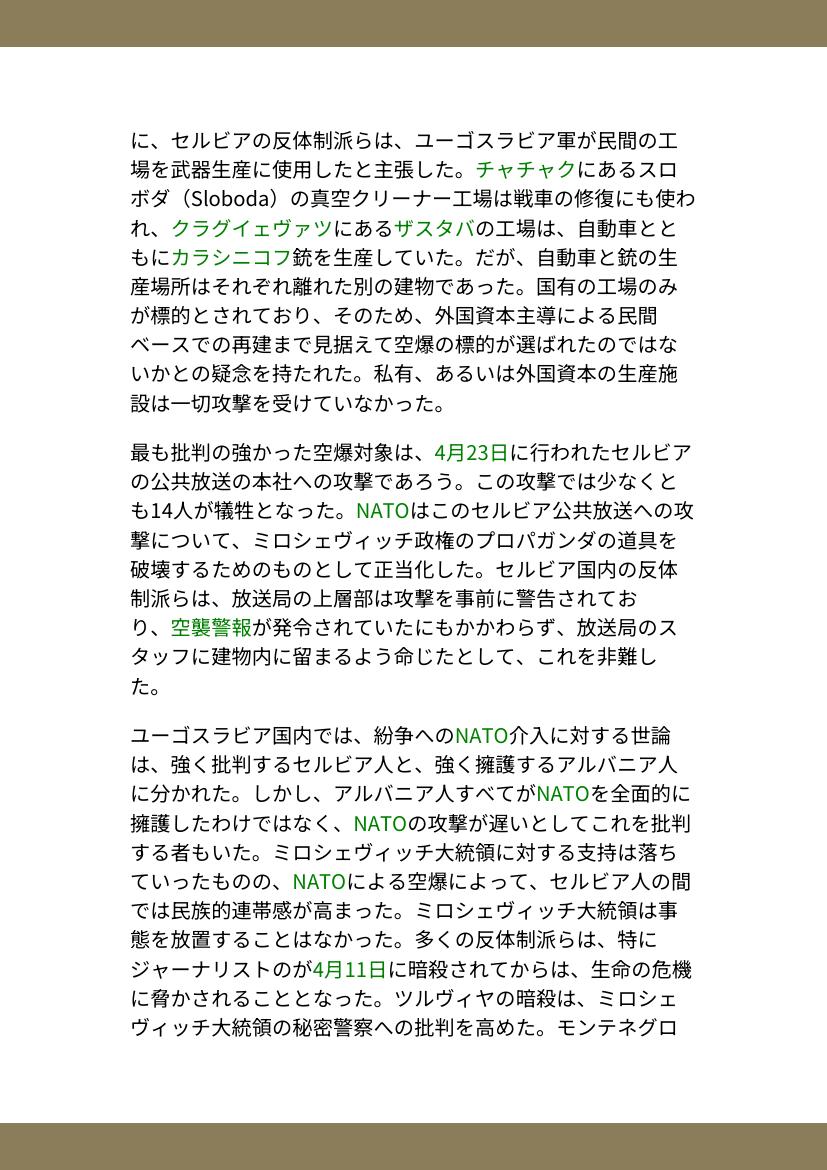 に、セルビアの反体制派らは、ユーゴスラビア軍が民間の工
場を武器生産に使用したと主張した。チャチャクにあるスロ
ボダ（Sloboda）の真空クリーナー工場は戦車の修復にも使わ
れ、クラグイェヴァツにあるザスタバの工場は、自動車とと
もにカラシニコフ銃を生産していた。だが、自動車と銃の生
産場所はそれぞれ離れた別の建物であった。国有の工場のみ
が標的とされており、そのため、外国資本主導による民間
ベースでの再建まで見据えて空爆の標的が選ばれたのではな
いかとの疑念を持たれた。私有、あるいは外国資本の生産施
設は一切攻撃を受けていなかった。
最も批判の強かった空爆対象は、4月23日に行われたセルビア
の公共放送の本社への攻撃であろう。この攻撃では少なくと
も14人が犠牲となった。NATOはこのセルビア公共放送への攻
撃について、ミロシェヴィッチ政権のプロパガンダの道具を
破壊するためのものとして正当化した。セルビア国内の反体
制派らは、放送局の上層部は攻撃を事前に警告されてお
り、空襲警報が発令されていたにもかかわらず、放送局のス
タッフに建物内に留まるよう命じたとして、これを非難し
た。
ユーゴスラビア国内では、紛争へのNATO介入に対する世論
は、強く批判するセルビア人と、強く擁護するアルバニア人
に分かれた。しかし、アルバニア人すべてがNATOを全面的に
擁護したわけではなく、NATOの攻撃が遅いとしてこれを批判
する者もいた。ミロシェヴィッチ大統領に対する支持は落ち
ていったものの、NATOによる空爆によって、セルビア人の間
では民族的連帯感が高まった。ミロシェヴィッチ大統領は事
態を放置することはなかった。多くの反体制派らは、特に
ジャーナリストのが4月11日に暗殺されてからは、生命の危機
に脅かされることとなった。ツルヴィヤの暗殺は、ミロシェ
ヴィッチ大統領の秘密警察への批判を高めた。モンテネグロ